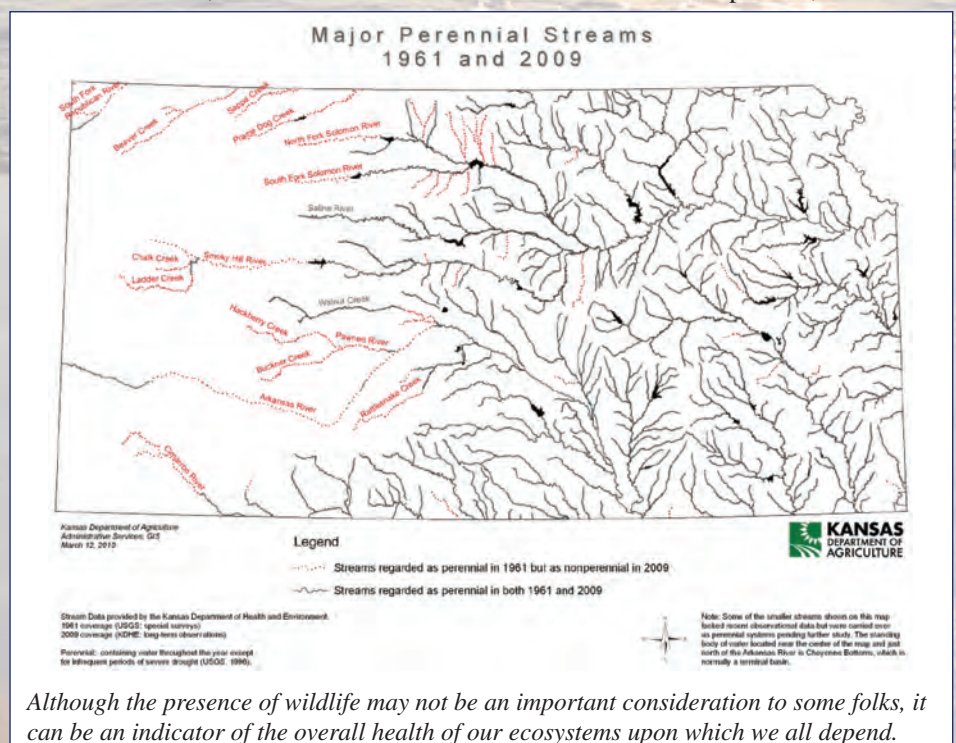 Major Perennial Streams
1961 and 2009
South Fork
Republican River
Beaver Creek
Sappa Creek
Prairie Dog Creek
North Fork Solomon River
South Fork Solomon River
Saline River
Chalk Creek
Smoky Hill River
Ladder Creek
Walnut Creek
Hackberry Creek
Pawnee River
Buckner Creek
Arkansas River
Rattlesnake Creek
Cimarron River
Kansas Department of Agriculture
Administrative Services, GIS
March 12, 2010
Legend
Streams regarded as perennial in 1961 but as nonperennial in 2009
Streams regarded as perennial in both 1961 and 2009
KANSAS
DEPARTMENT OF
AGRICULTURE
Stream Data provided by the Kansas Department of Health and Environment.
1961 coverage (USGS: special surveys)
2009 coverage (KDHE: long-term observations)
Perennial: containing water throughout the year except
for infrequent periods of severe drought (USGS, 1996).
Note: Some of the smaller streams shown on this map
lacked recent observational data but were carried over
as perennial systems pending further study. The standing
body of water located near the center of the map and just
north of the Arkansas River is Cheyenne Bottoms, which is
normally a terminal basin.
Although the presence of wildlife may not be an important consideration to some folks, it
can be an indicator of the overall health of our ecosystems upon which we all depend.